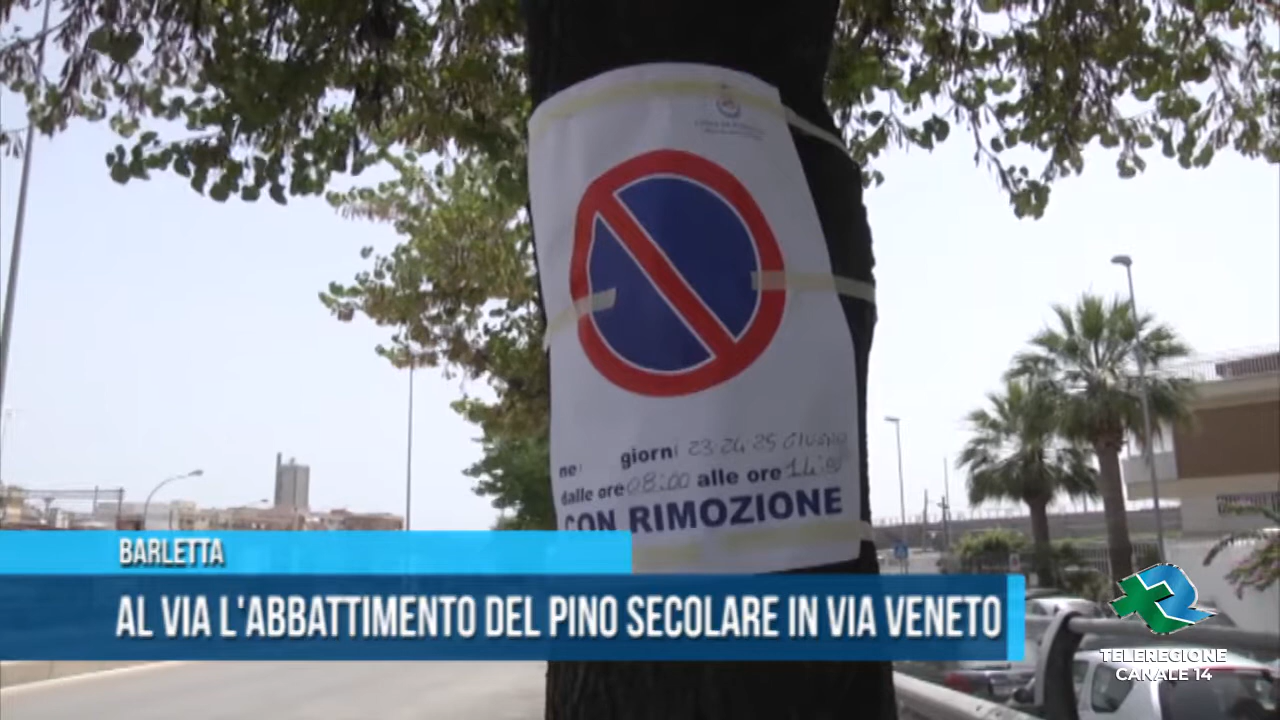 nei giorni 23-24-25 GIUGNO
dalle ore 08:00 alle ore 14:00
CON RIMOZIONE
BARLETTA
AL VIA L'ABBATTIMENTO DEL PINO SECOLARE IN VIA VENETO
TELEREGIONE
CANALE 14